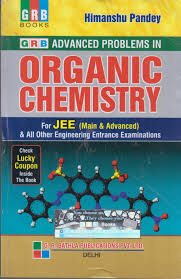 GRB
BOOKS
Himanshu Pandey
GRB ADVANCED PROBLEMS IN
ORGANIC
CHEMISTRY
For JEE (Main & Advanced)
& All Other Engineering Entrance Examinations
Check
Lucky
Coupon
Inside
The Book
G. R. BATHLA PUBLICATIONS PVT. LTD.
DELHI